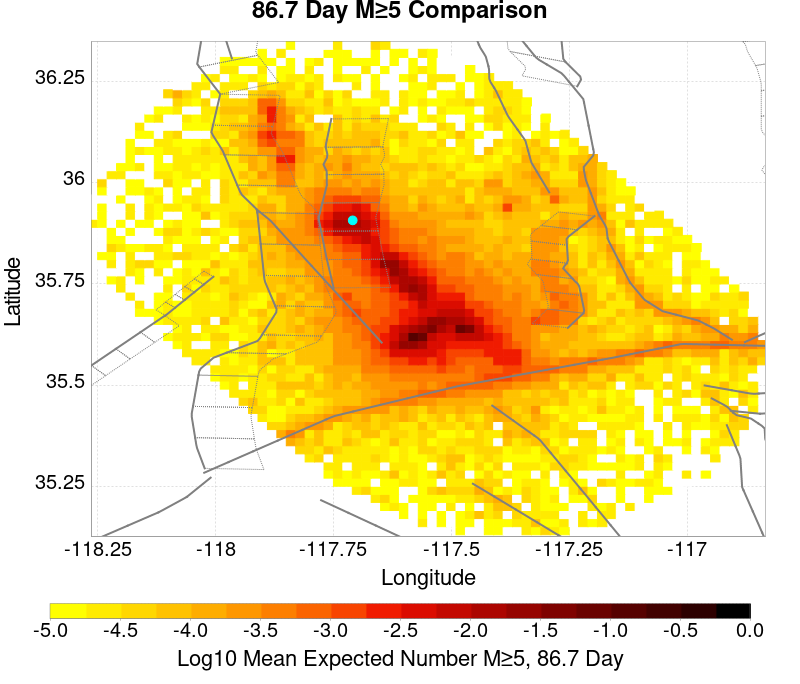 86.7 Day M≥5 Comparison
36.25
36
35.75
35.5
35.25
Latitude
-118.25 -118 -117.75 -117.5 -117.25 -117
Longitude
-5.0 -4.5 -4.0 -3.5 -3.0 -2.5 -2.0 -1.5 -1.0 -0.5 0.0
Log10 Mean Expected Number M≥5, 86.7 Day